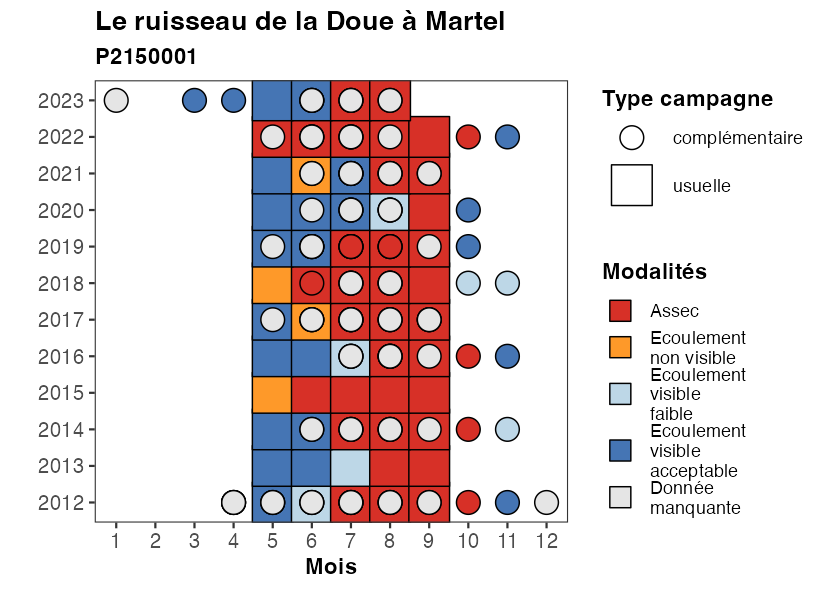 Le ruisseau de la Doue à Martel
P2150001
2023
2022
2021
2020
2019
2018
2017
2016
2015
2014
2013
2012
1 2 3 4 5 6 7 8 9 10 11 12
Mois
Type campagne
complémentaire
usuelle
Modalités
Assec
Ecoulement
non visible
Ecoulement
visible
faible
Ecoulement
visible
acceptable
Donnée
manquante